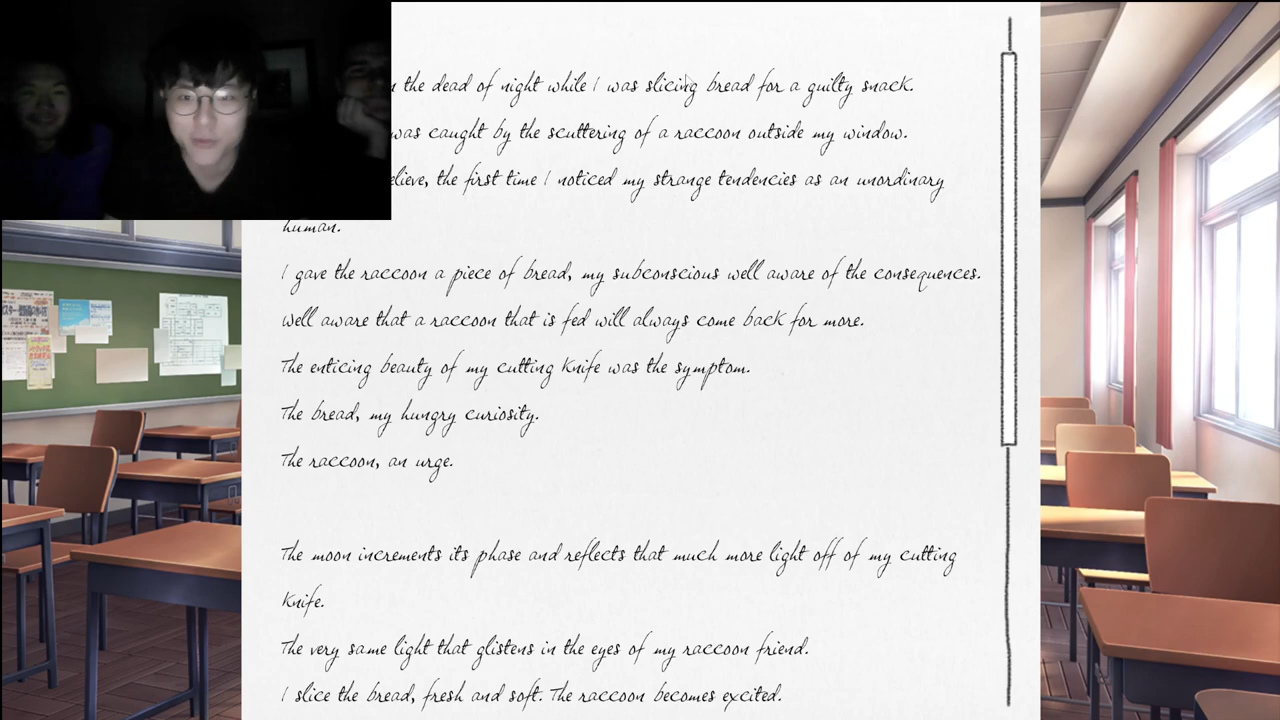 the dead of night while I was slicing bread for a guilty snack.
was caught by the scuttering of a raccoon outside my window.
the first time I noticed my strange tendencies as an unordinary
human.
I gave the raccoon a piece of bread, my subconscious well aware of the consequences.
Well aware that a raccoon that is fed will always come back for more.
The enticing beauty of my cutting knife was the symptom.
The bread, my hungry curiosity.
The raccoon, an urge.
The moon increments its phase and reflects that much more light off of my cutting
knife.
The very same light that glistens in the eyes of my raccoon friend.
I slice the bread, fresh and soft. The raccoon becomes excited.